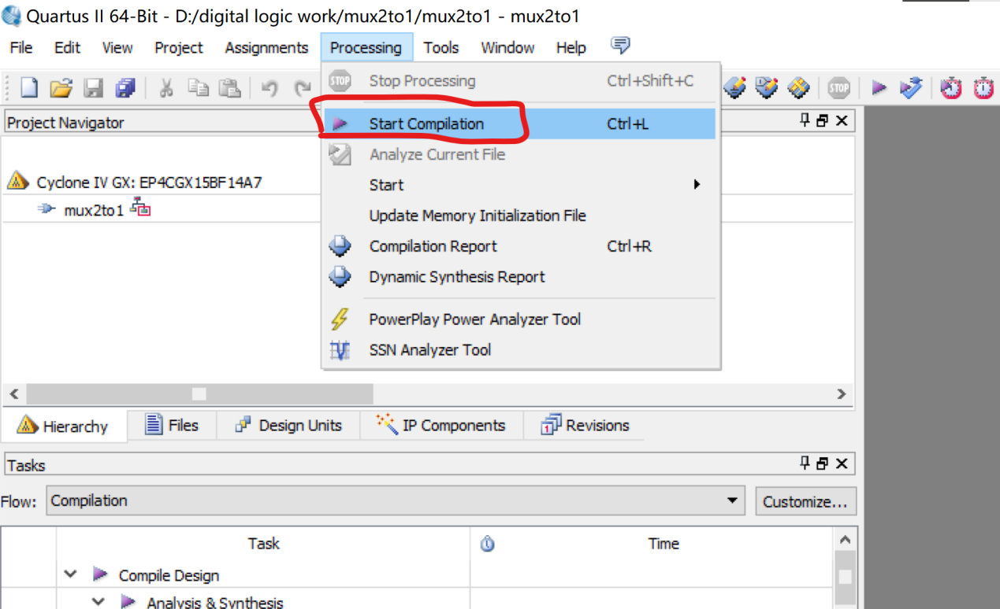 Quartus II 64-Bit - D:/digital logic work/mux2to1/mux2to1 - mux2to1
File Edit View Project Assignments Processing Tools Window Help
STOP Stop Processing Ctrl+Shift+C STOP
Project Navigator
Start Compilation Ctrl+L
Analyze Current File
Cyclone IV GX: EP4CGX15BF14A7
Start
mux2to1
Update Memory Initialization File
Compilation Report Ctrl+R
Dynamic Synthesis Report
PowerPlay Power Analyzer Tool
SSN Analyzer Tool
Hierarchy Files Design Units IP Components 1 Revisions
Tasks
Flow: Compilation Customize...
Task Time
Compile Design
Analysis & Synthesis